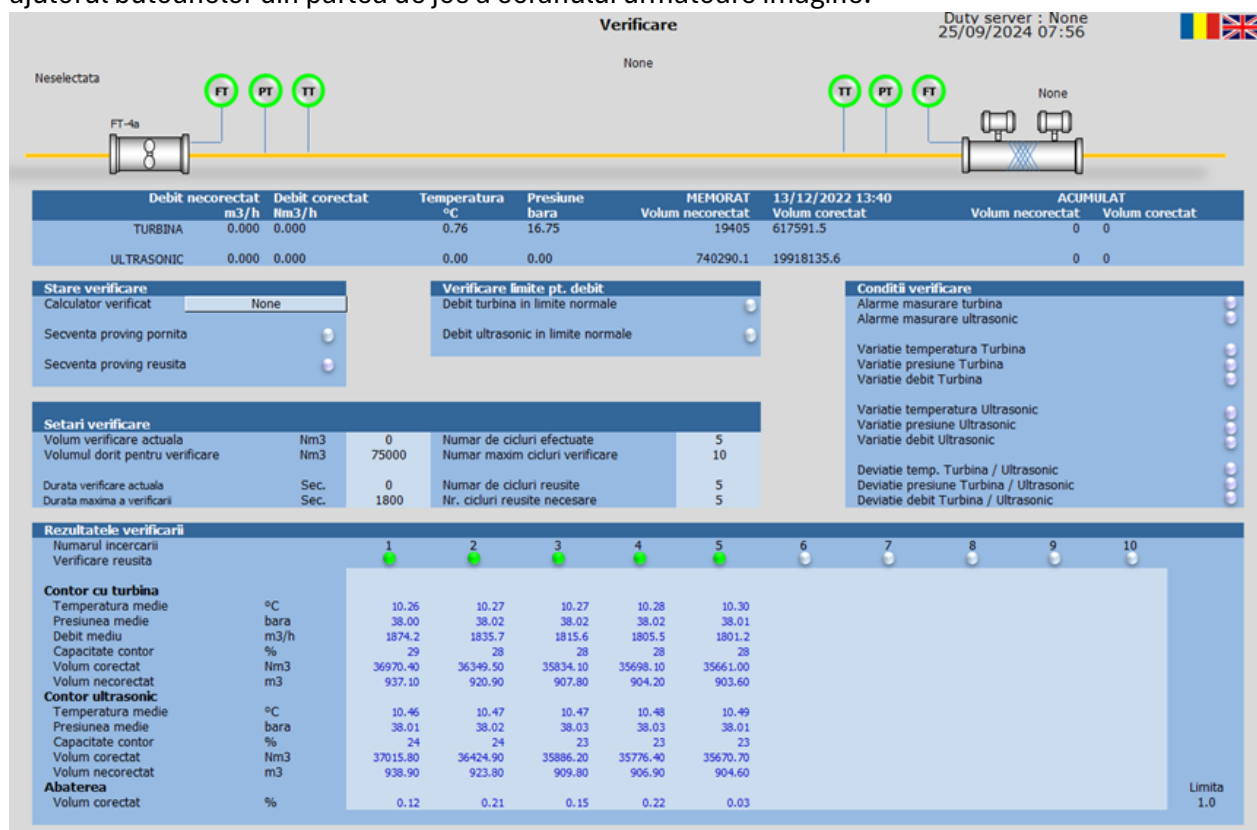 ajutorul butoanelor din partea de jos a ecranului urmatoare imagine.
Verificare
Duty server : None
25/09/2024 07:56
None
Neselectata
FT PT TT
TT PT FT
None
FT-4a
Debit necorectat Debit corectat Temperatura Presiune MEMORAT 13/12/2022 13:40 ACUMULAT
m3/h Nm3/h °C bara Volum necorectat Volum corectat Volum necorectat Volum corectat
TURBINA 0.000 0.000 0.76 16.75 19405 617591.5 0 0
ULTRASONIC 0.000 0.000 0.00 0.00 740290.1 19918135.6 0 0
Stare verificare
Calculator verificat None
Secventa proving pornita
Secventa proving reusita
Verificare limite pt. debit
Debit turbina in limite normale
Debit ultrasonic in limite normale
Conditii verificare
Alarme masurare turbina
Alarme masurare ultrasonic
Variatie temperatura Turbina
Variatie presiune Turbina
Variatie debit Turbina
Variatie temperatura Ultrasonic
Variatie presiune Ultrasonic
Variatie debit Ultrasonic
Deviatie temp. Turbina / Ultrasonic
Deviatie presiune Turbina / Ultrasonic
Deviatie debit Turbina / Ultrasonic
Setari verificare
Volum verificare actuala Nm3 0 Numar de cicluri efectuate 5
Volumul dorit pentru verificare Nm3 75000 Numar maxim cicluri verificare 10
Durata verificare actuala Sec. 0 Numar de cicluri reusite 5
Durata maxima a verificarii Sec. 1800 Nr. cicluri reusite necesare 5
Rezultatele verificarii
Numarul incercarii 1 2 3 4 5 6 7 8 9 10
Verificare reusita
Contor cu turbina
Temperatura medie °C 10.26 10.27 10.27 10.28 10.30
Presiunea medie bara 38.00 38.02 38.02 38.02 38.01
Debit mediu m3/h 1874.2 1835.7 1815.6 1805.5 1801.2
Capacitate contor % 29 28 28 28 28
Volum corectat Nm3 36970.40 36349.50 35834.10 35698.10 35661.00
Volum necorectat m3 937.10 920.90 907.80 904.20 903.60
Contor ultrasonic
Temperatura medie °C 10.46 10.47 10.47 10.48 10.49
Presiunea medie bara 38.01 38.02 38.03 38.03 38.01
Capacitate contor % 24 24 23 23 23
Volum corectat Nm3 37015.80 36424.90 35886.20 35776.40 35670.70
Volum necorectat m3 938.90 923.80 909.80 906.90 904.60
Abaterea Limita
Volum corectat % 0.12 0.21 0.15 0.22 0.03 1.0